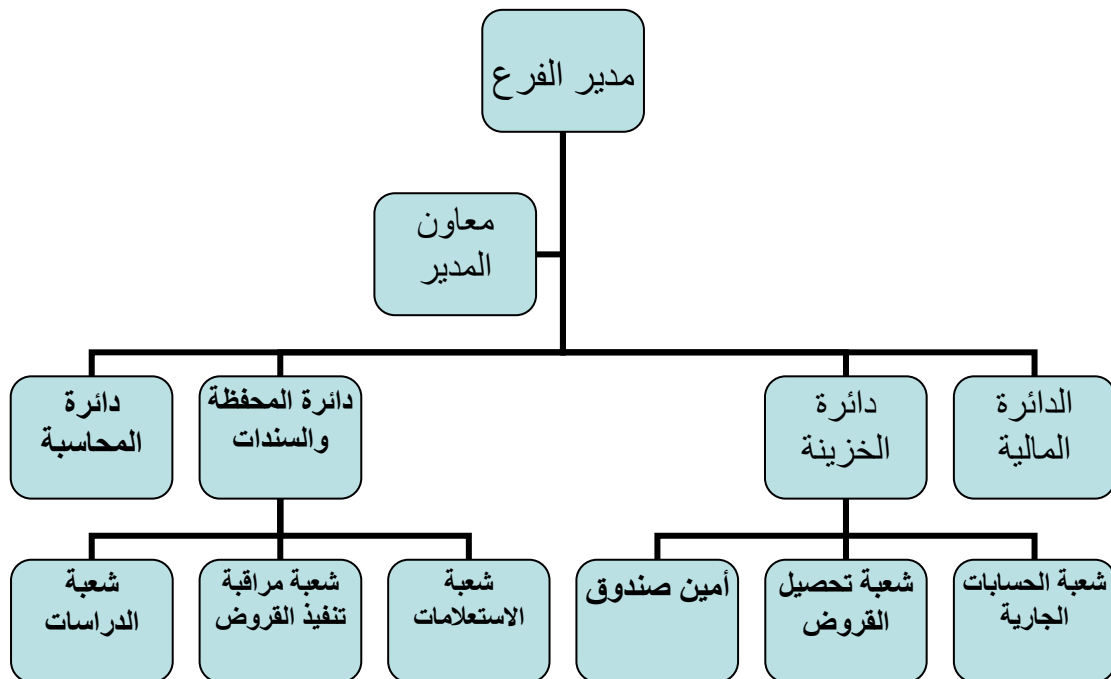 مدير الفرع
معاون
المدير
الدائرة
المالية
دائرة
الخزينة
دائرة المحفظة
والسندات
دائرة
المحاسبة
شعبة الحسابات
الجارية
شعبة تحصيل
القروض
أمين صندوق
شعبة
الاستعلامات
شعبة مراقبة
تنفيذ القروض
شعبة
الدراسات